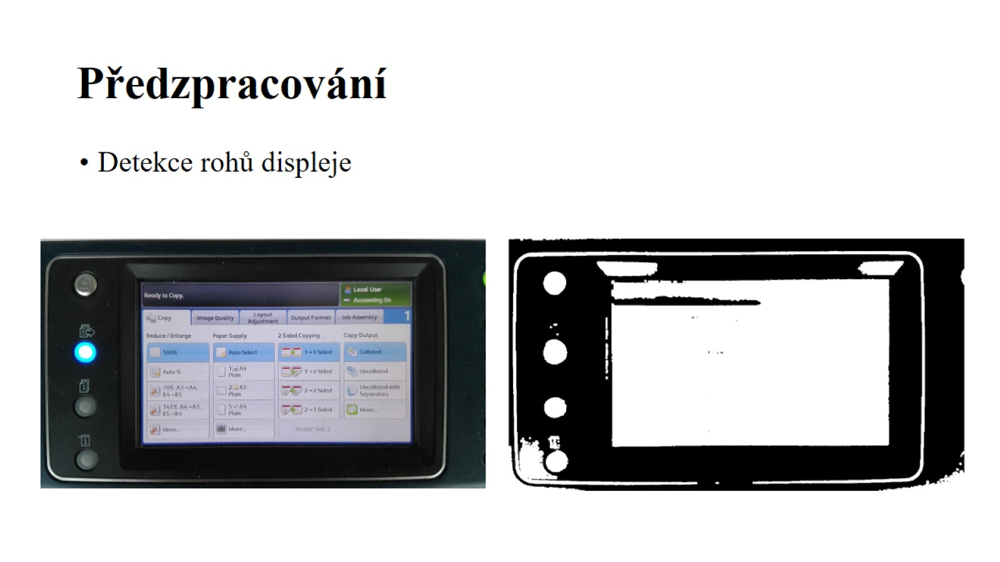 Předzpracování
• Detekce rohů displeje
Ready to Copy.
Local User
Accounting On
Copy
Image Quality
Layout
Adjustment
Output Format
Job Assembly
1
Reduce / Enlarge
Paper Supply
2 Sided Copying
Copy Output
100%
Auto Select
1→1 Sided
Collated
Auto %
1 A4
Plain
1→2 Sided
Uncollated
70% A3→A4,
B4→B5
2 A3
Plain
2→2 Sided
Uncollated with
Separators
141% A4→A3,
B5→B4
5 A4
Plain
2→1 Sided
More...
More...
More...
Rotate Side 2